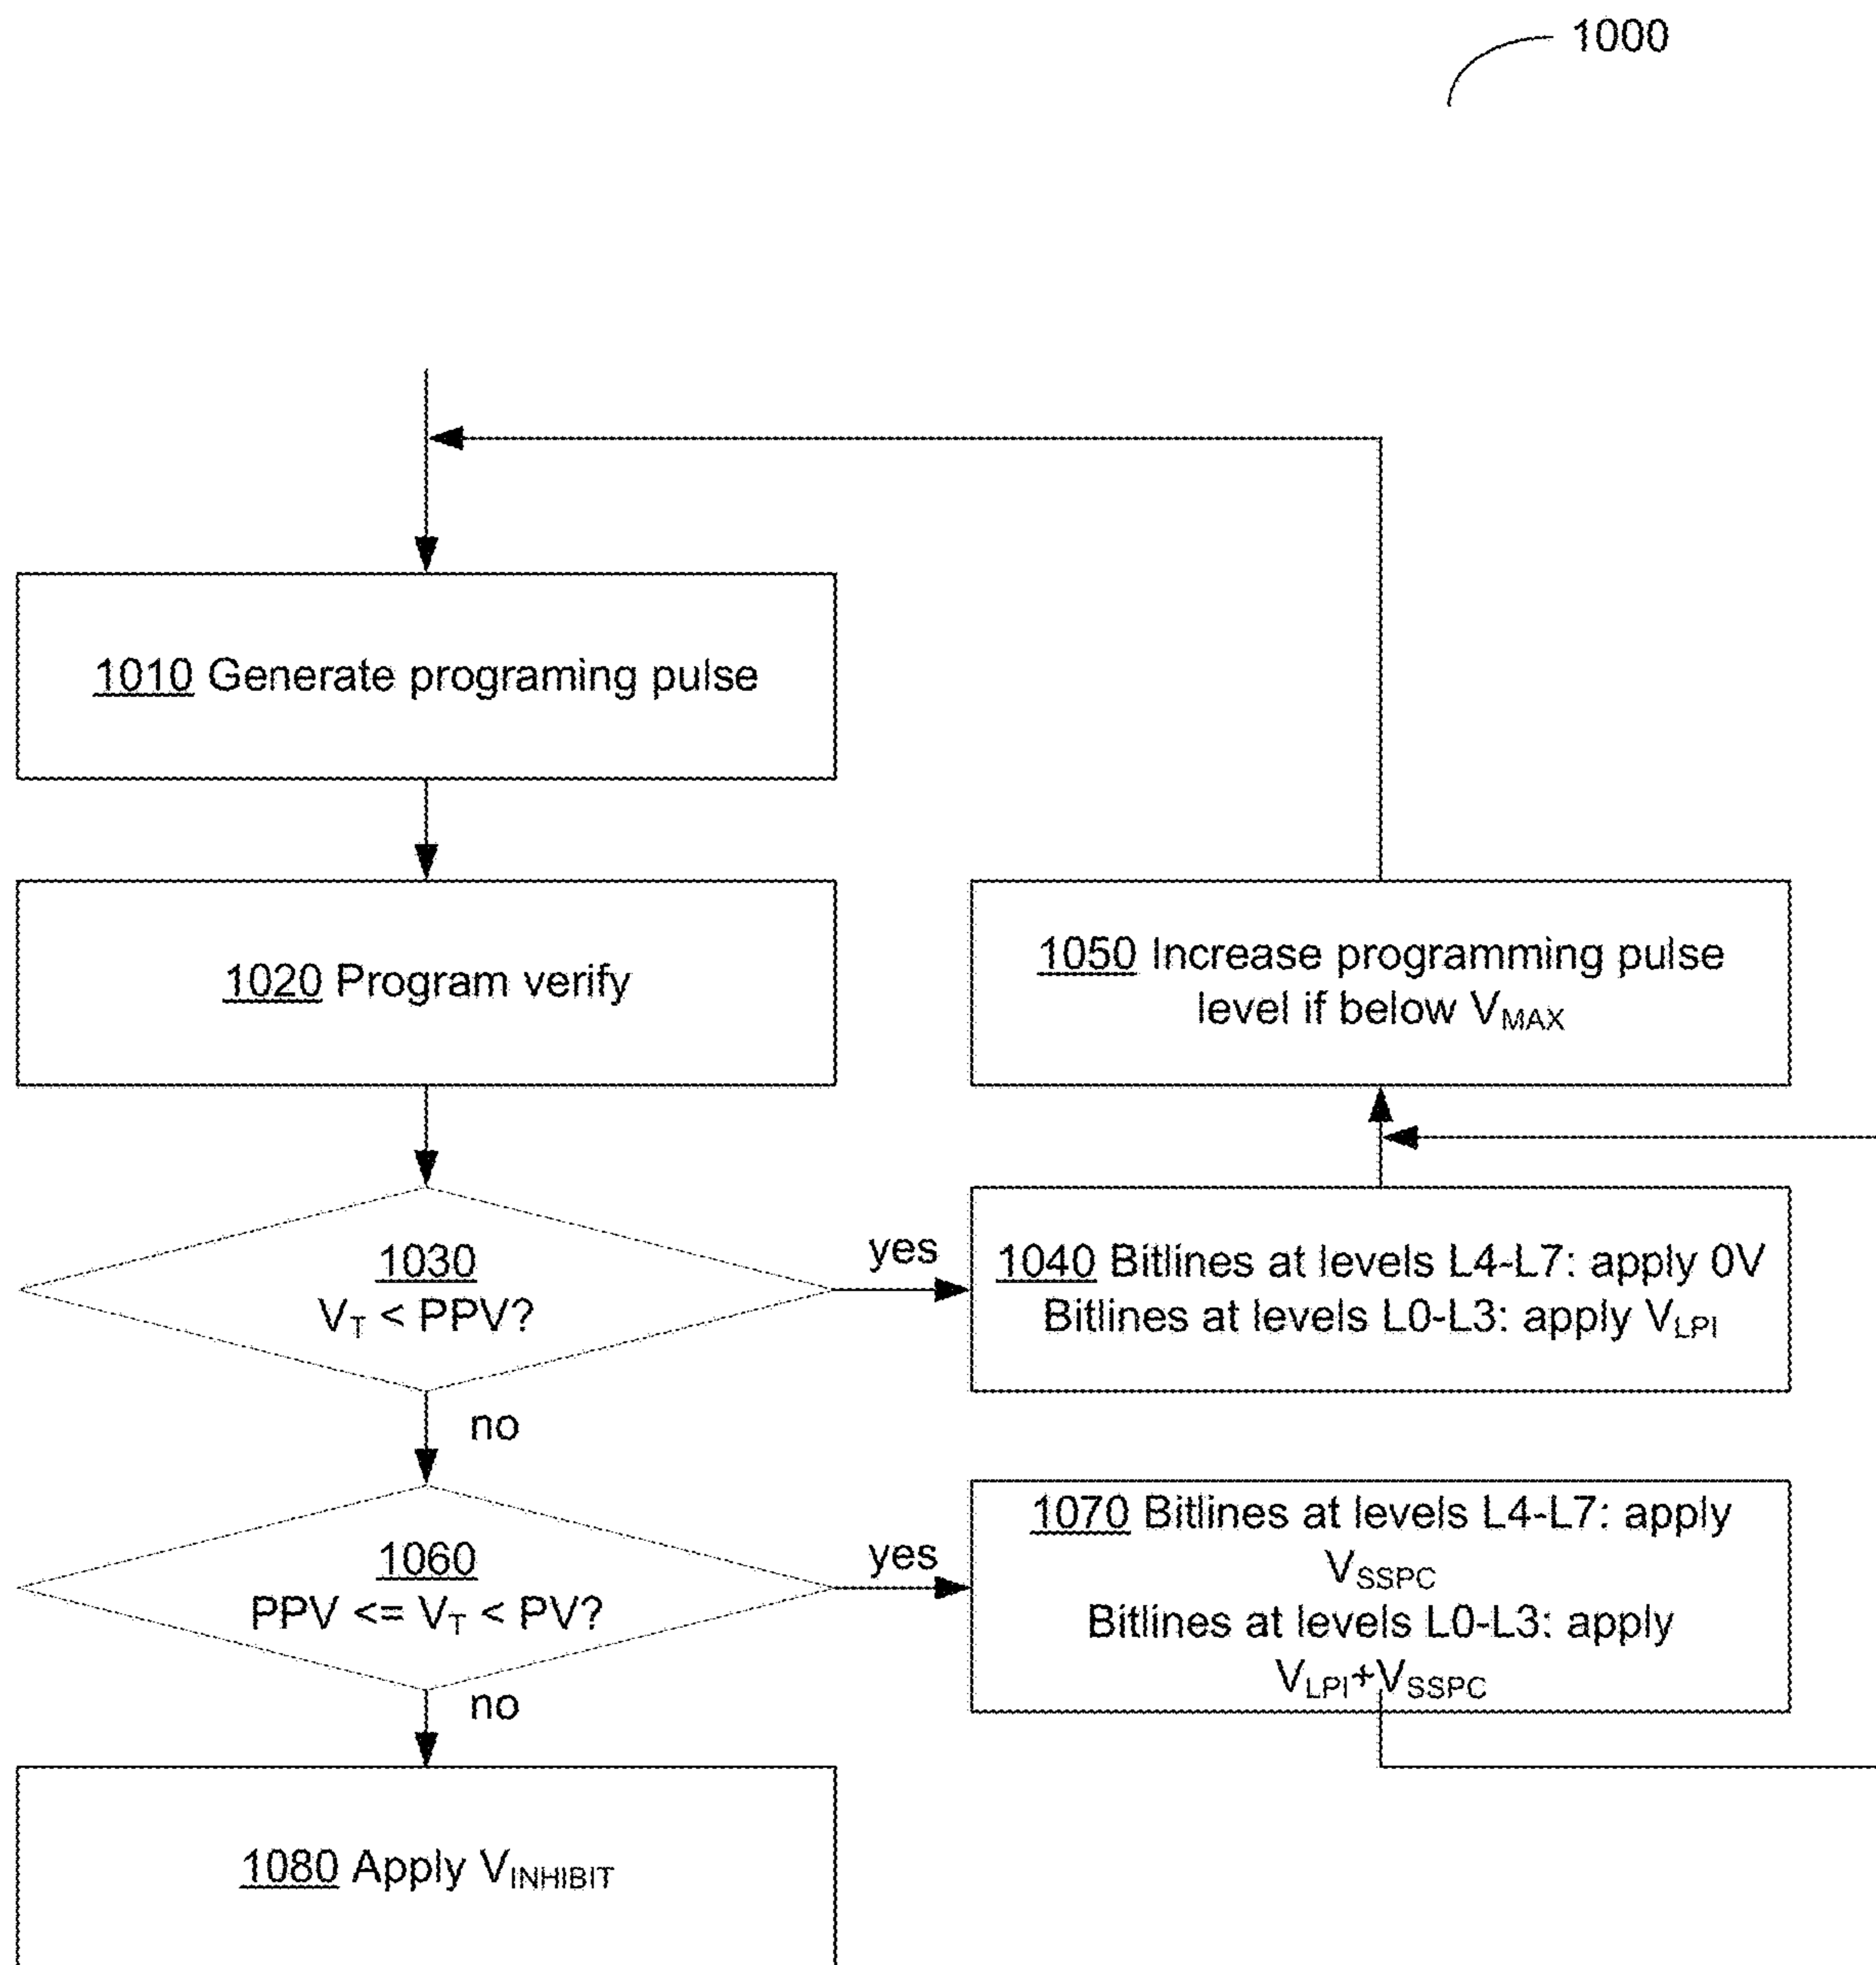 1000
1010 Generate programing pulse
1020 Program verify
1050 Increase programming pulse
level if below VMAX
1030
VT < PPV?
yes
1040 Bitlines at levels L4-L7: apply 0V
Bitlines at levels L0-L3: apply VLPI
no
1060
PPV <= VT < PV?
yes
1070 Bitlines at levels L4-L7: apply
VSSPC
Bitlines at levels L0-L3: apply
VLPI+VSSPC
no
1080 Apply VINHIBIT